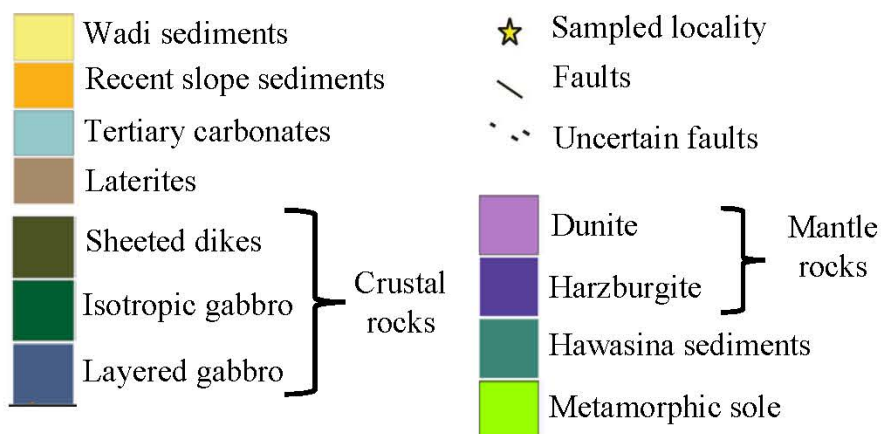 Wadi sediments
Recent slope sediments
Tertiary carbonates
Laterites
Sheeted dikes
Isotropic gabbro
Layered gabbro
Crustal
rocks
Sampled locality
Faults
Uncertain faults
Dunite
Harzburgite
Mantle
rocks
Hawasina sediments
Metamorphic sole